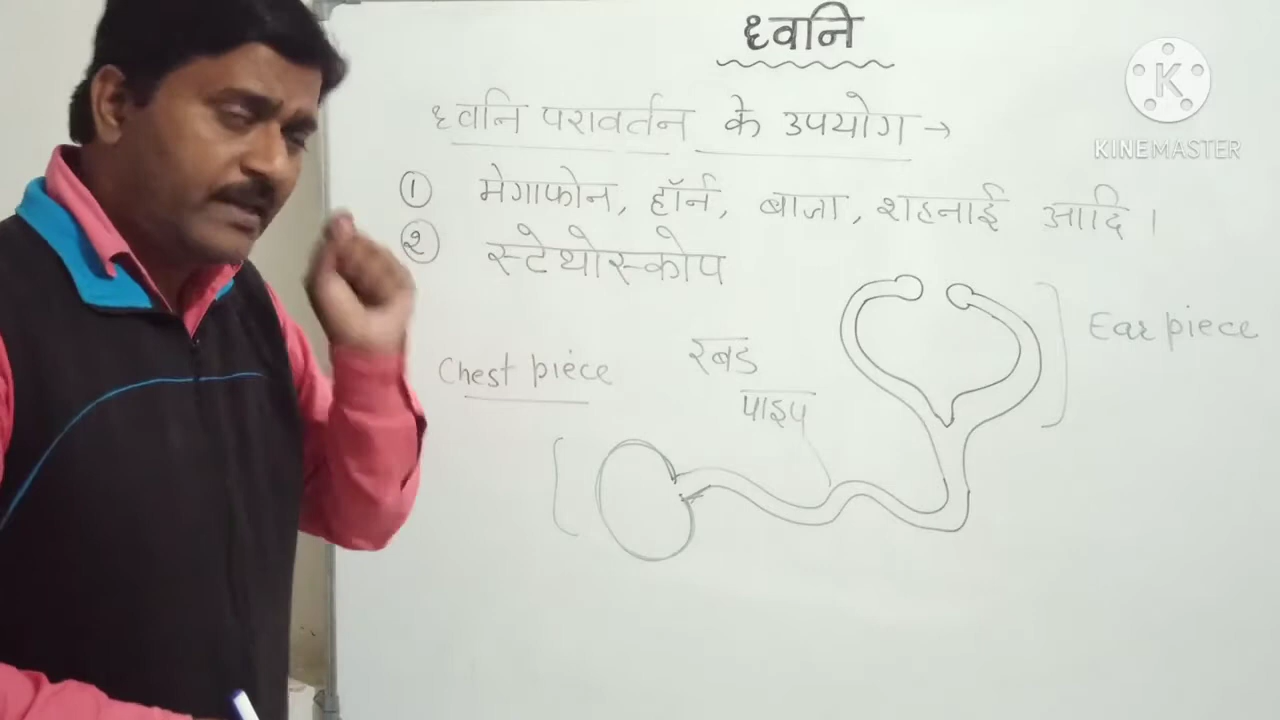 ध्वनि
ध्वनि परावर्तन के उपयोग →
① मेगाफोन, हॉर्न, बाजा, शहनाई आदि।
② स्टेथोस्कोप
Ear piece
Chest piece
रबड
पाइप
K
KINEMASTER